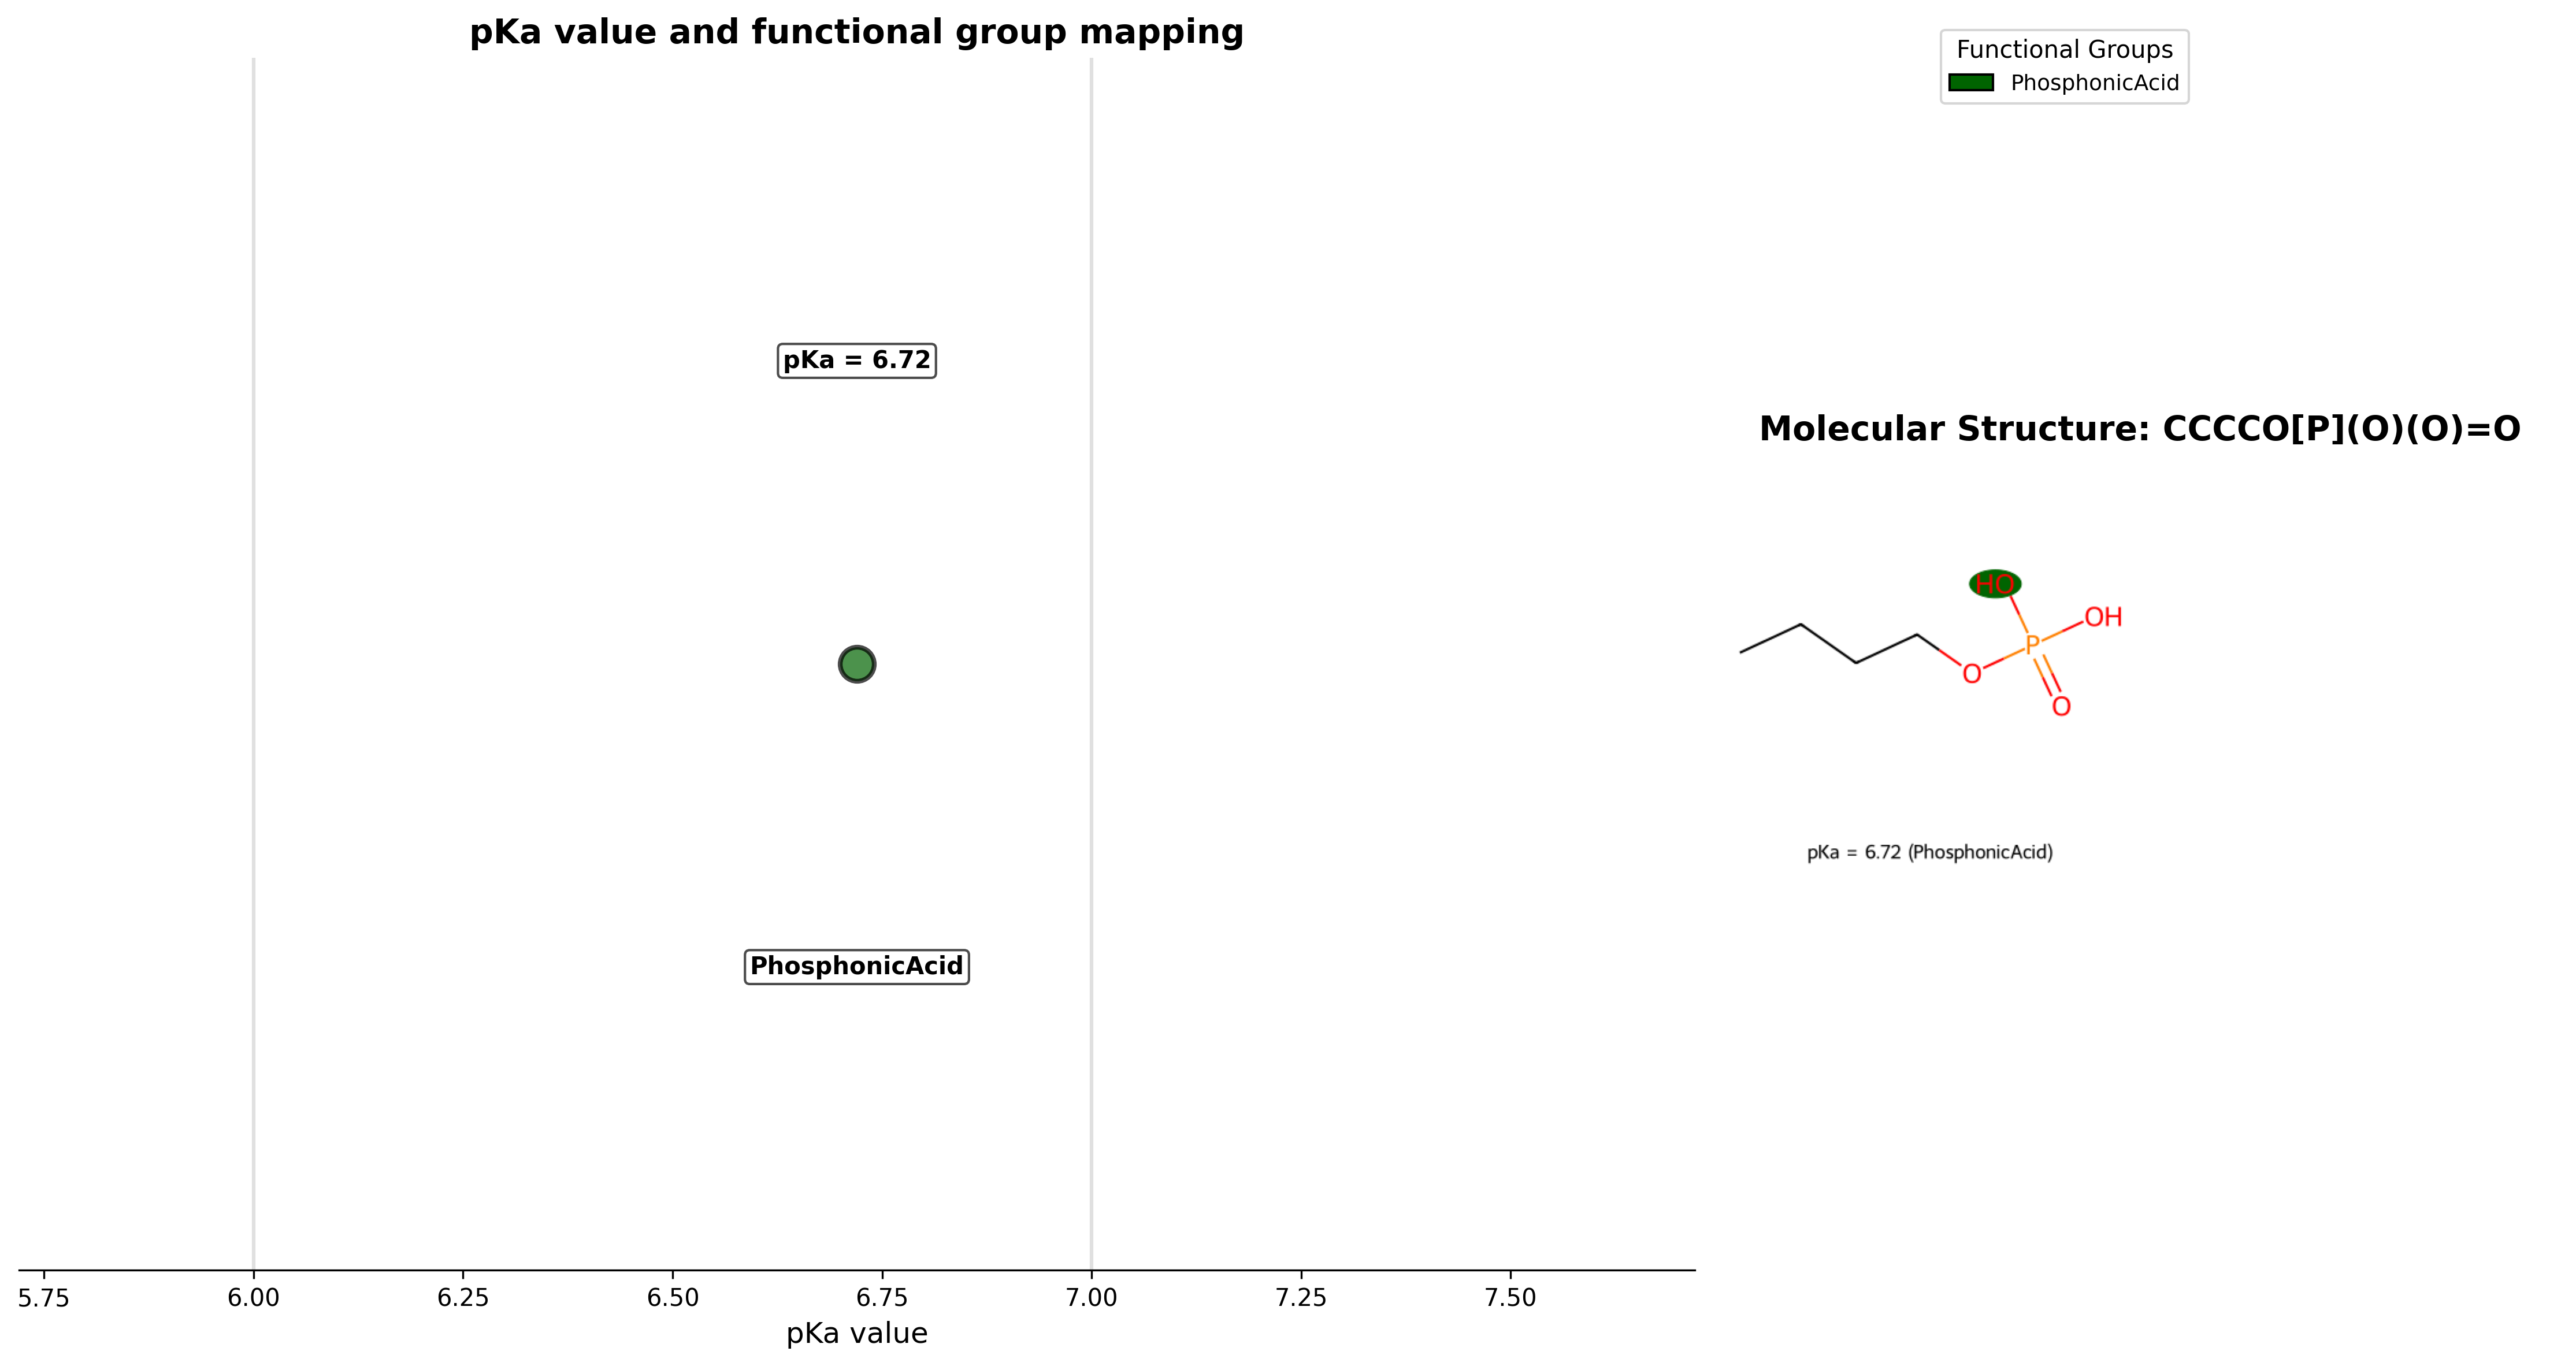 pKa value and functional group mapping
Functional Groups
PhosphonicAcid
pKa = 6.72
Molecular Structure: CCCCO[P](O)(O)=O
HO
OH
P
O
O
pKa = 6.72 (PhosphonicAcid)
PhosphonicAcid
5.75 6.00 6.25 6.50 6.75 7.00 7.25 7.50
pKa value